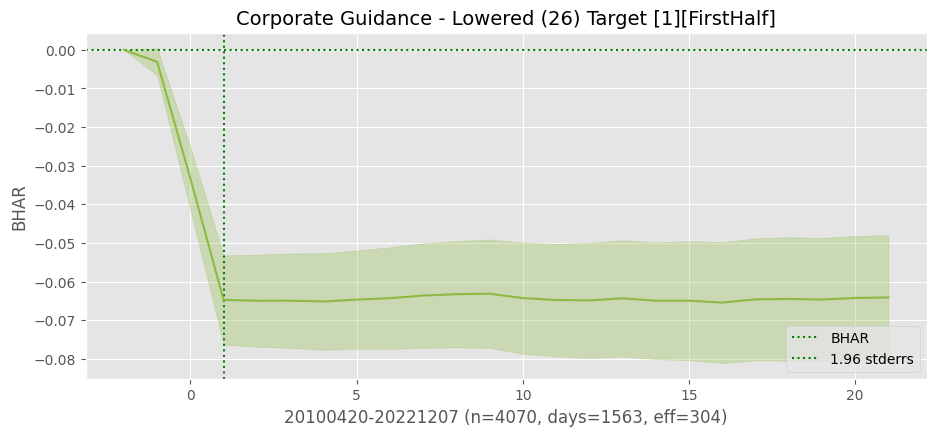 Corporate Guidance - Lowered (26) Target [1][FirstHalf]
0.00
−0.01
−0.02
−0.03
−0.04
−0.05
−0.06
−0.07
−0.08
BHAR
BHAR
1.96 stderrs
0 5 10 15 20
20100420-20221207 (n=4070, days=1563, eff=304)